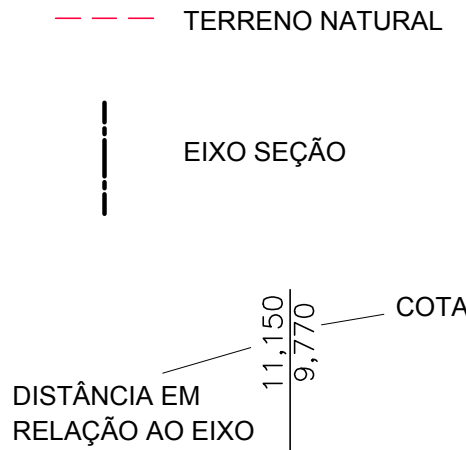 TERRENO NATURAL
EIXO SEÇÃO
11,150
9,770
COTA
DISTÂNCIA EM
RELAÇÃO AO EIXO